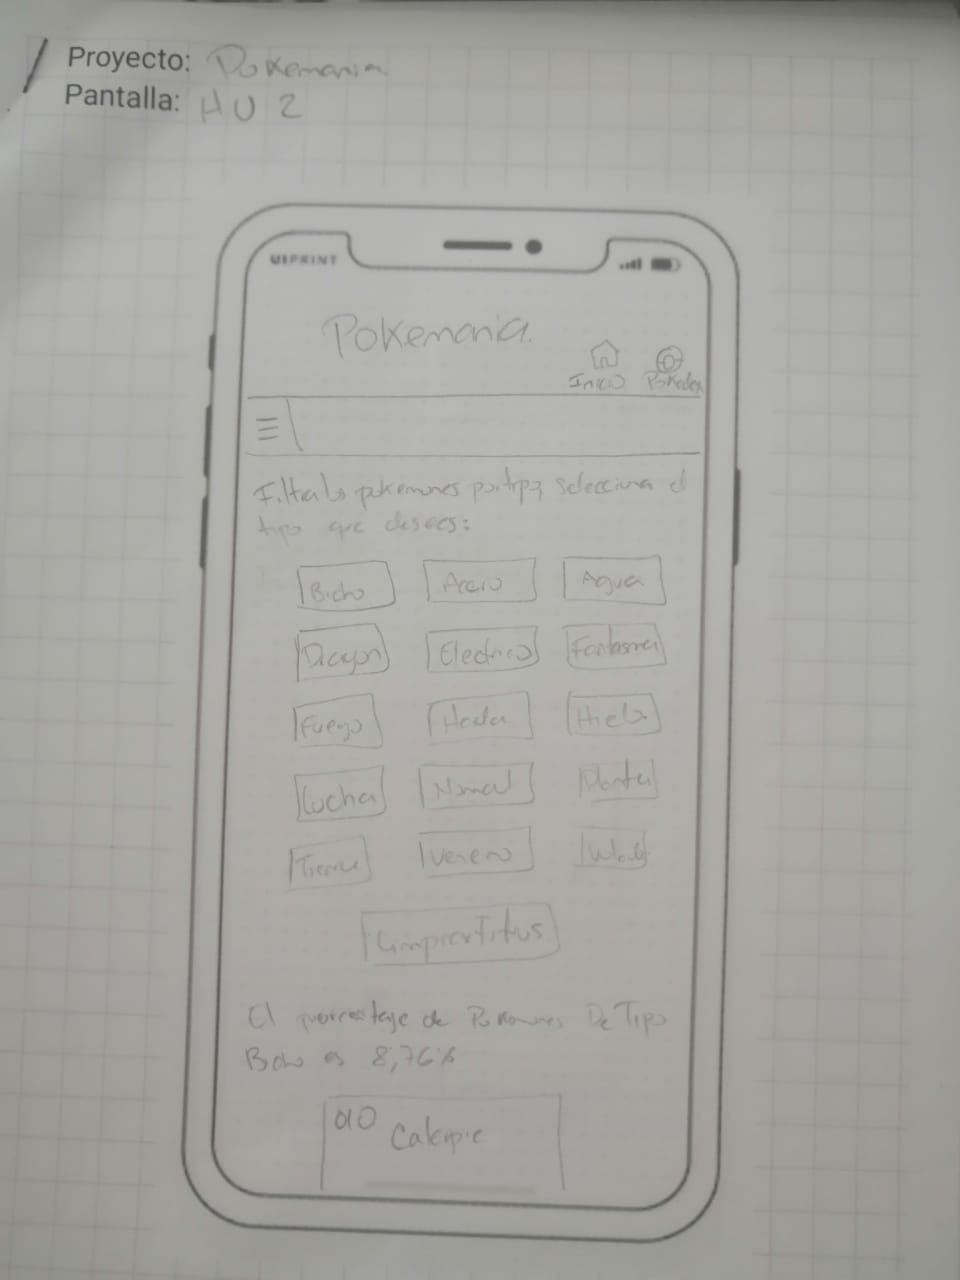 Proyecto: Pokemania
Pantalla: HU 2
UIPRINT
Pokemania.
Inicio Pokedex
Filtra los pokemones por tipo, selecciona el
tipo que desees:
Bicho Acero Agua
Dragon Electrico Fantasma
Fuego Hada Hielo
Lucha Normal Planta
Tierra Veneno
Limpiar Filtros
El porcentaje de Pokemones De Tipo
Bicho es 8,76%
010 Caterpie